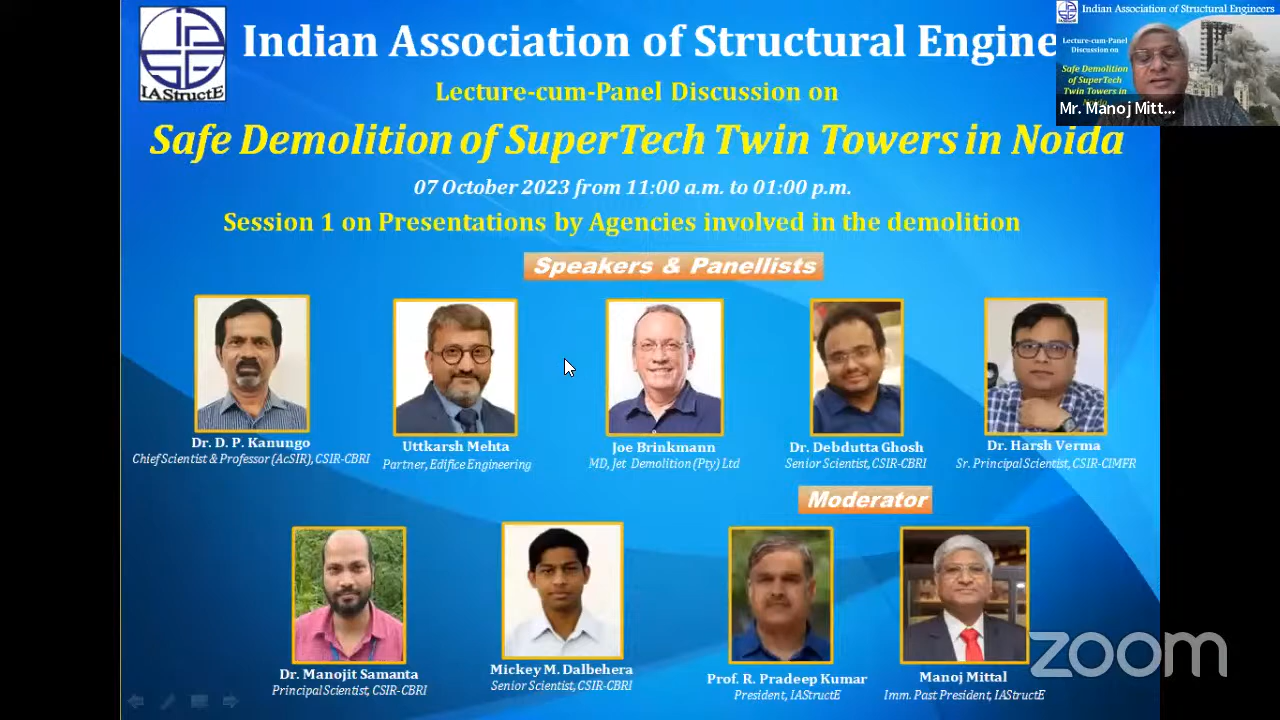 Indian Association of Structural Engine
IAStructE
Lecture-cum-Panel Discussion on
Safe Demolition of SuperTech Twin Towers in Noida
07 October 2023 from 11:00 a.m. to 01:00 p.m.
Session 1 on Presentations by Agencies involved in the demolition
Speakers & Panellists
Dr. D. P. Kanungo
Chief Scientist & Professor (AcSIR), CSIR-CBRI
Uttkarsh Mehta
Partner, Edifice Engineering
Joe Brinkmann
MD, Jet Demolition (Pty) Ltd
Dr. Debdutta Ghosh
Senior Scientist, CSIR-CBRI
Dr. Harsh Verma
Sr. Principal Scientist, CSIR-CIMFR
Moderator
Dr. Manojit Samanta
Principal Scientist, CSIR-CBRI
Mickey M. Dalbehera
Senior Scientist, CSIR-CBRI
Prof. R. Pradeep Kumar
President, IAStructE
Manoj Mittal
Imm. Past President, IAStructE
zoom
Indian Association of Structural Engineers
Lecture-cum-Panel
Discussion on
Safe Demolition
of SuperTech
Twin Towers in
Mr. Manoj Mitt...